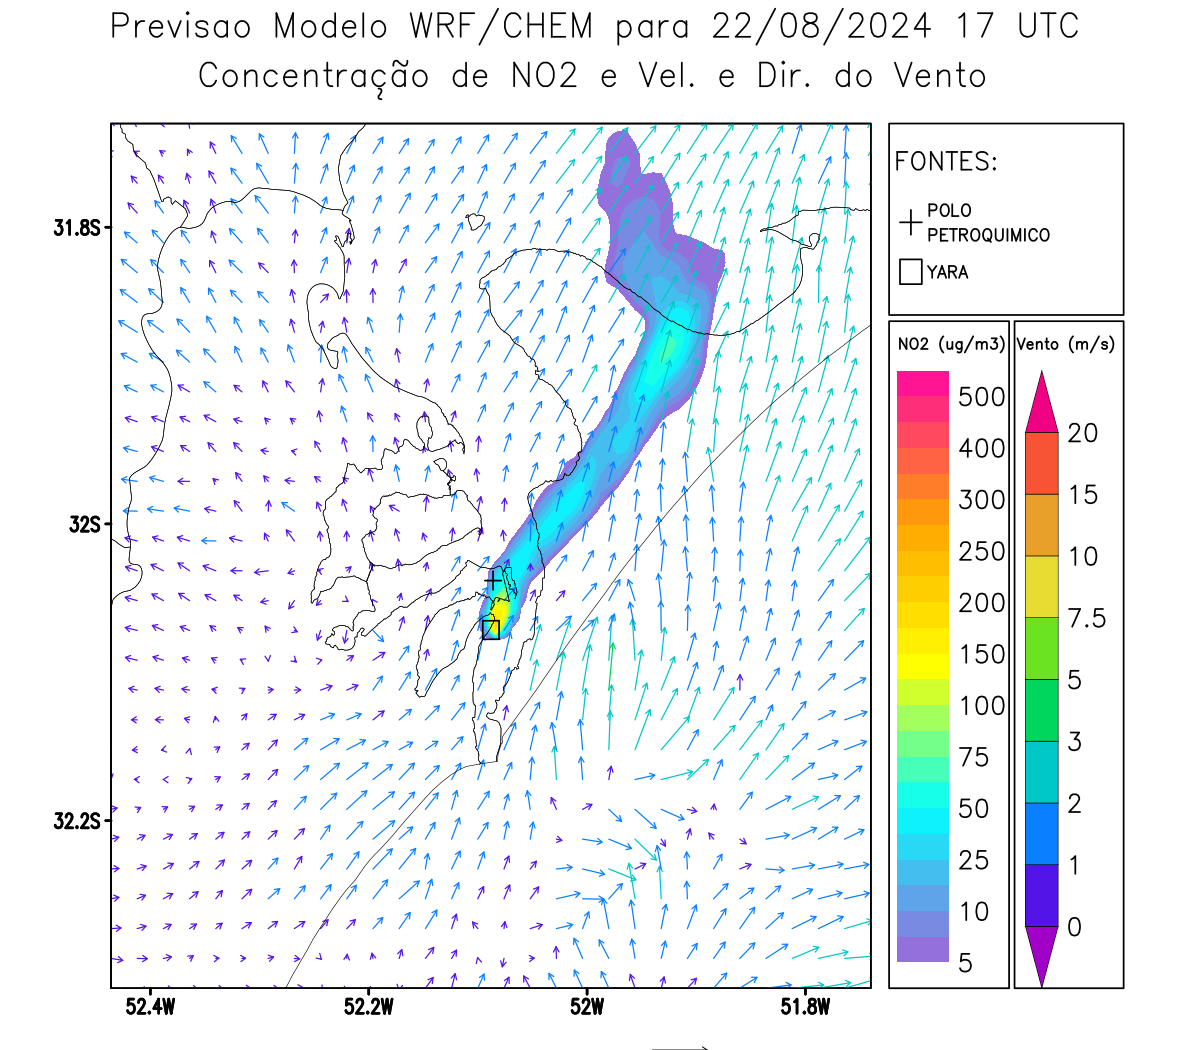 Previsao Modelo WRF/CHEM para 22/08/2024 17 UTC
Concentração de NO2 e Vel. e Dir. do Vento
FONTES:
POLO
PETROQUIMICO
YARA
NO2 (ug/m3)
500
400
300
250
200
150
100
75
50
25
10
5
Vento (m/s)
20
15
10
7.5
5
3
2
1
0
31.8S
32S
32.2S
52.4W
52.2W
52W
51.8W